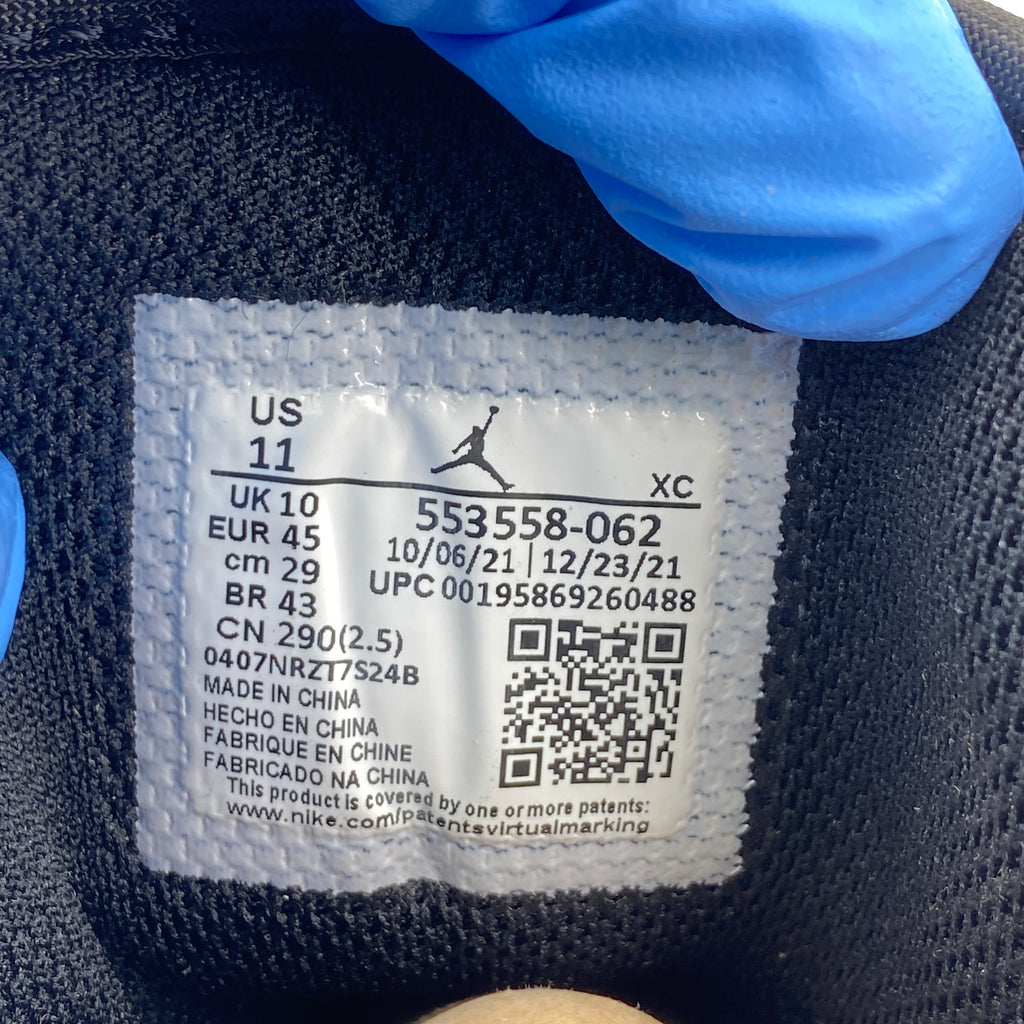 US
11
XC
UK 10
EUR 45
cm 29
BR 43
CN 290(2.5)
553558-062
10/06/21 | 12/23/21
UPC 00195869260488
0407NRZT7S24B
MADE IN CHINA
HECHO EN CHINA
FABRIQUE EN CHINE
FABRICADO NA CHINA
This product is covered by one or more patents:
www.nike.com/patentsvirtualmarking